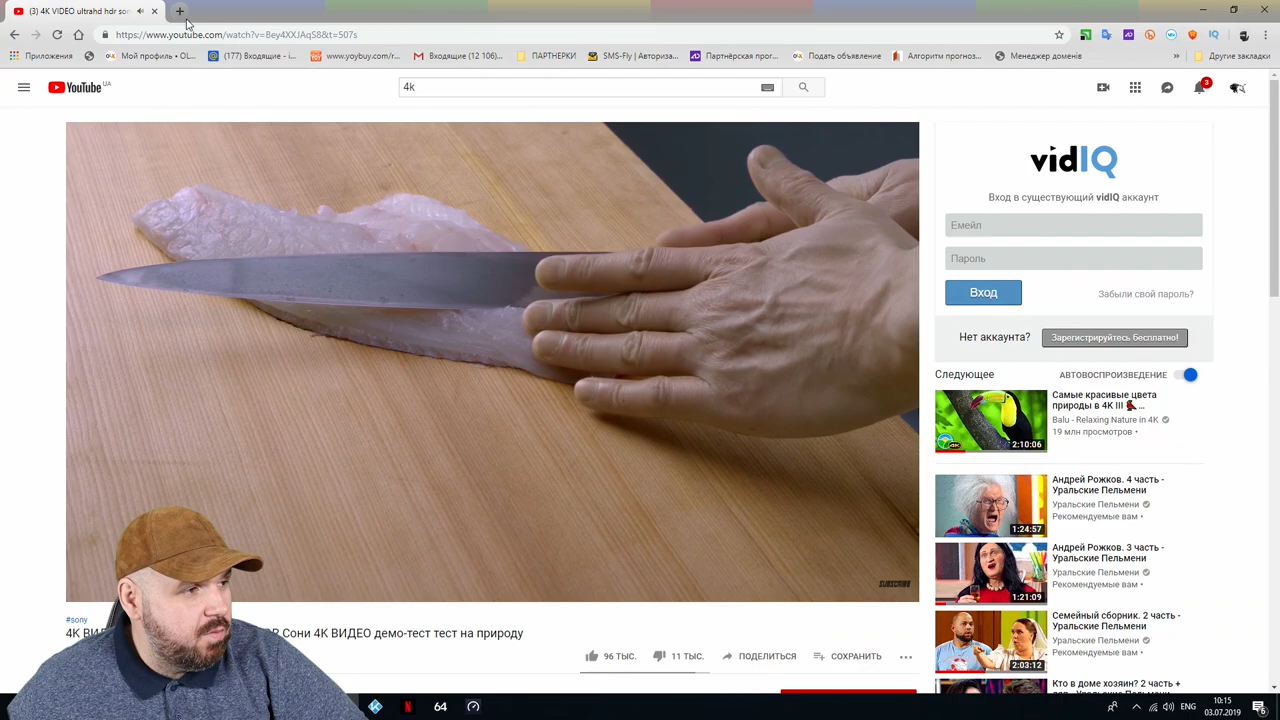 (3) 4K VIDEO ultrahd hdr so
https://www.youtube.com/watch?v=Bey4XXJAqS8&t=507s
Приложения
Мой профиль • OL...
(177) Входящие - i...
www.yoybuy.com/en...
Входящие (12 106)...
ПАРТНЕРКИ
SMS-Fly / Авториза...
Партнёрская прогр...
Подать объявление
Алгоритм прогноз...
Менеджер доменів
»
Другие закладки
YouTube UA
4k
3
vidIQ
Вход в существующий vidIQ аккаунт
Емейл
Пароль
Вход
Забыли свой пароль?
Нет аккаунта?
Зарегистрируйтесь Бесплатно!
Следующее
АВТОВОСПРОИЗВЕДЕНИЕ
Самые красивые цвета
природы в 4K III
Balu - Relaxing Nature in 4K
19 млн просмотров •
4K
2:10:06
Андрей Рожков. 4 часть -
Уральские Пельмени
Уральские Пельмени
Рекомендуемые вам •
1:24:57
Андрей Рожков. 3 часть -
Уральские Пельмени
Уральские Пельмени
Рекомендуемые вам •
1:21:09
Семейный сборник. 2 часть -
Уральские Пельмени
Уральские Пельмени
Рекомендуемые вам •
2:03:12
Кто в доме хозяин? 2 часть +
SUBSCRIBE
#sony
Сони 4K ВИДЕО демо-тест тест на природу
96 ТЫС.
11 ТЫС.
ПОДЕЛИТЬСЯ
СОХРАНИТЬ
64
ENG
10:15
03.07.2019
6